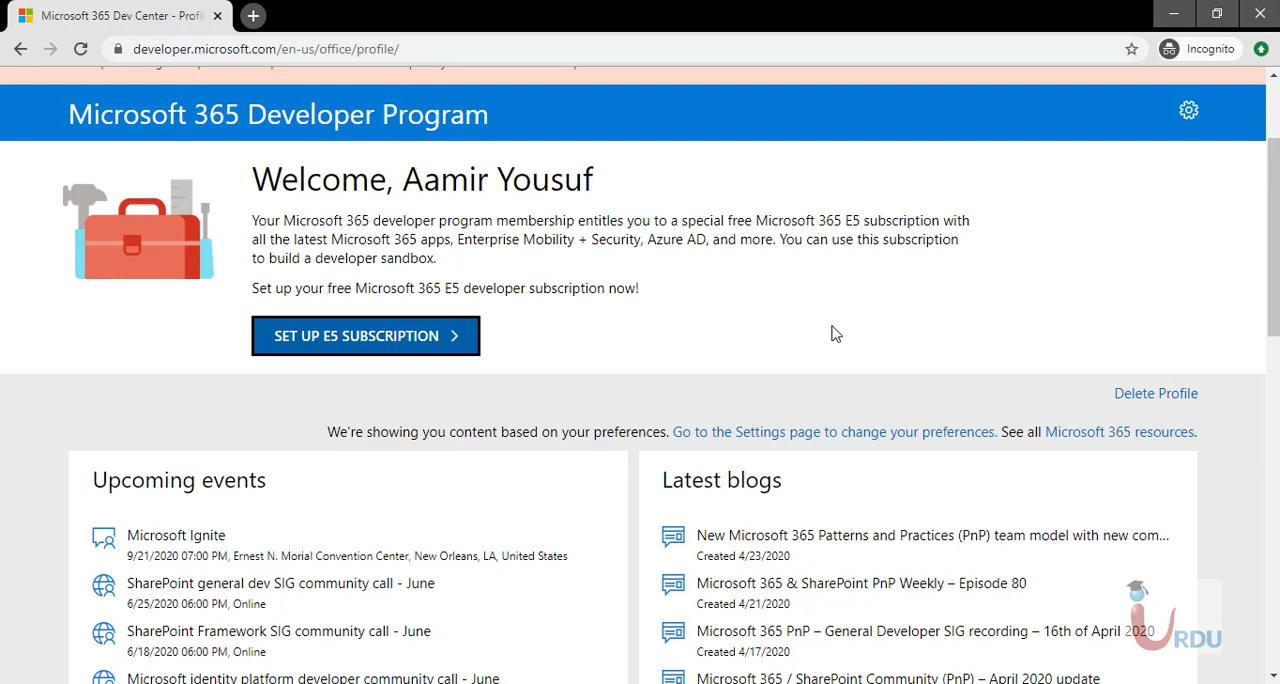 Microsoft 365 Dev Center - Profi
developer.microsoft.com/en-us/office/profile/
Incognito
Microsoft 365 Developer Program
Welcome, Aamir Yousuf
Your Microsoft 365 developer program membership entitles you to a special free Microsoft 365 E5 subscription with
all the latest Microsoft 365 apps, Enterprise Mobility + Security, Azure AD, and more. You can use this subscription
to build a developer sandbox.
Set up your free Microsoft 365 E5 developer subscription now!
SET UP E5 SUBSCRIPTION
Delete Profile
We're showing you content based on your preferences. Go to the Settings page to change your preferences. See all Microsoft 365 resources.
Upcoming events
Microsoft Ignite
9/21/2020 07:00 PM, Ernest N. Morial Convention Center, New Orleans, LA, United States
SharePoint general dev SIG community call - June
6/25/2020 06:00 PM, Online
SharePoint Framework SIG community call - June
6/18/2020 06:00 PM, Online
Microsoft identity platform developer community call - June
Latest blogs
New Microsoft 365 Patterns and Practices (PnP) team model with new com...
Created 4/23/2020
Microsoft 365 & SharePoint PnP Weekly – Episode 80
Created 4/21/2020
Microsoft 365 PnP – General Developer SIG recording – 16th of April 2020
Created 4/17/2020
Microsoft 365 / SharePoint Community (PnP) – April 2020 update
URDU